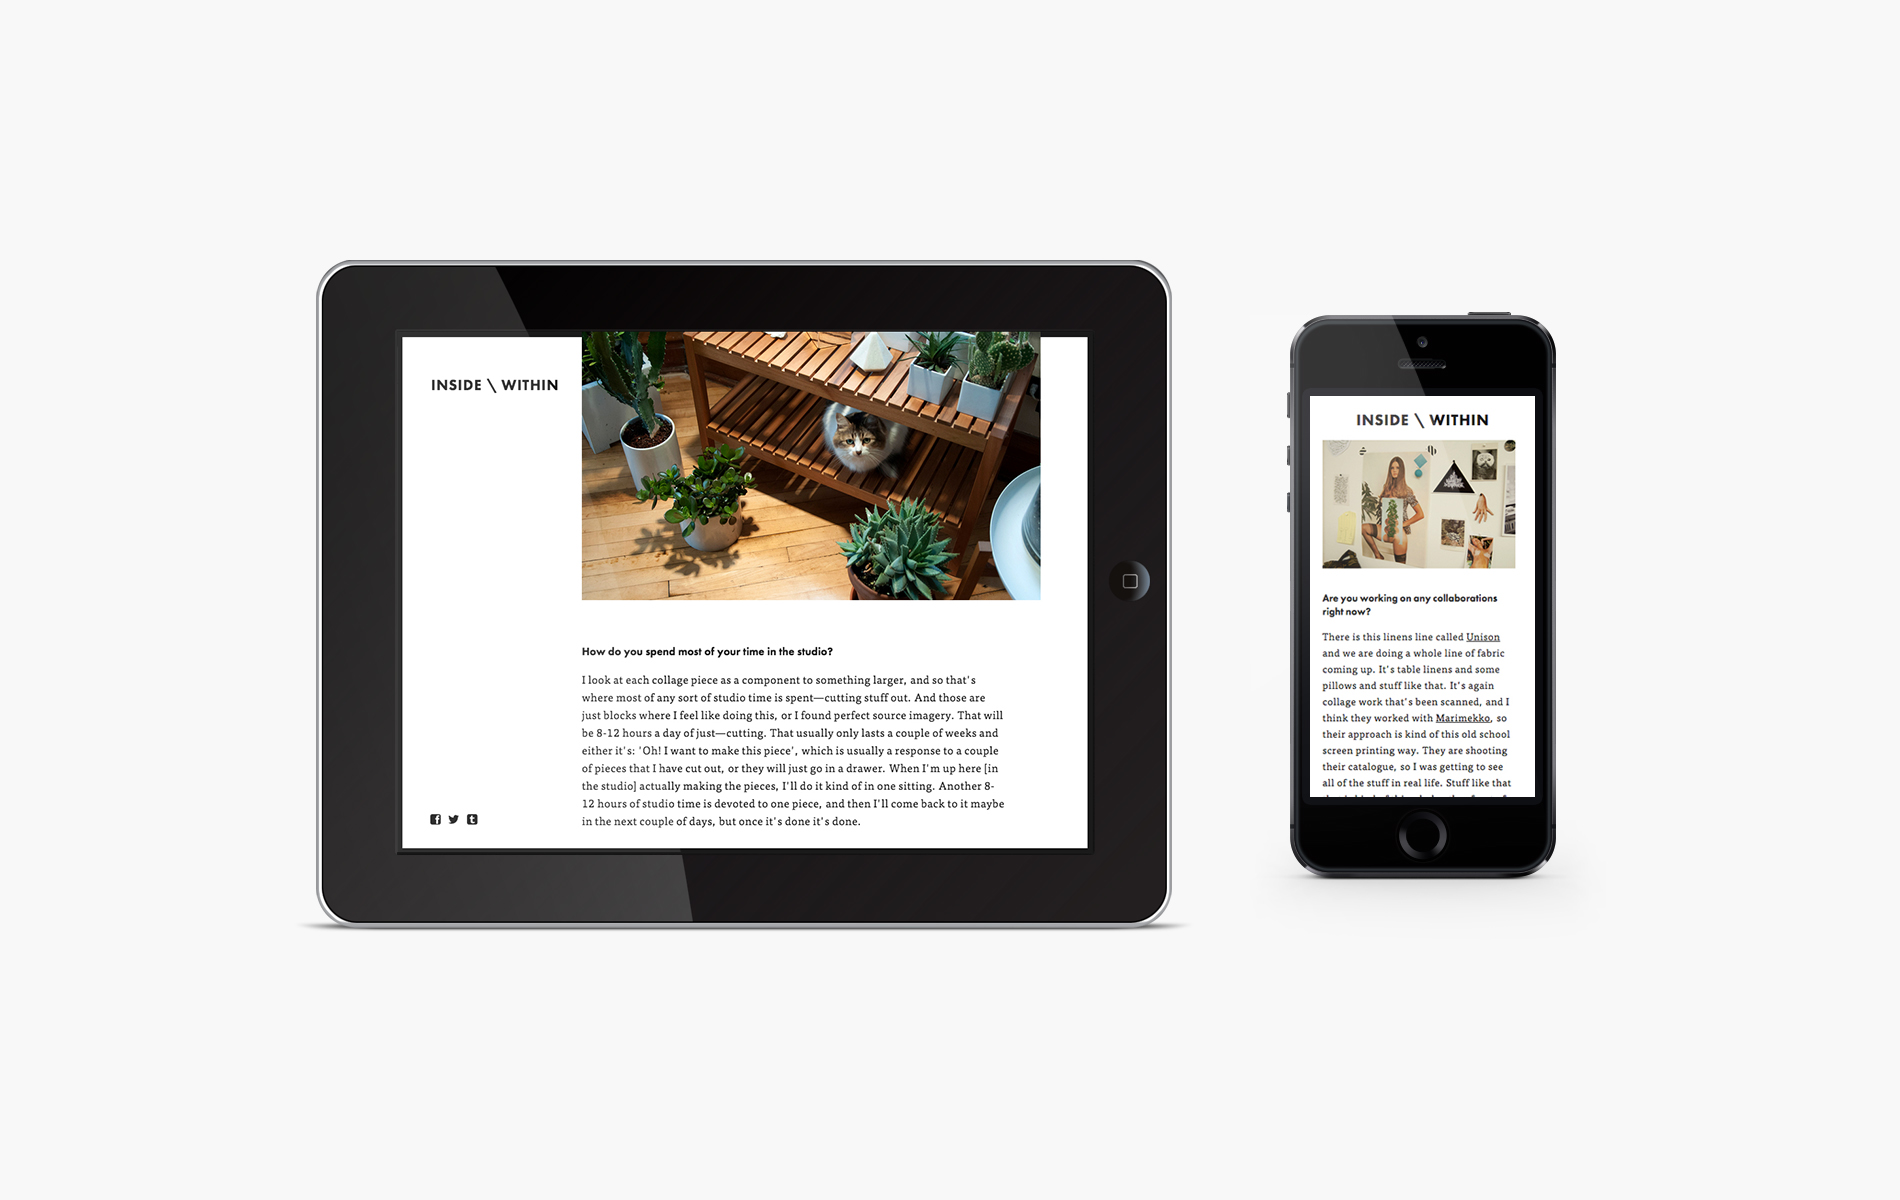 INSIDE \ WITHIN
How do you spend most of your time in the studio?
I look at each collage piece as a component to something larger, and so that's
where most of any sort of studio time is spent—cutting stuff out. And those are
just blocks where I feel like doing this, or I found perfect source imagery. That will
be 8-12 hours a day of just—cutting. That usually only lasts a couple of weeks and
either it's: 'Oh! I want to make this piece', which is usually a response to a couple
of pieces that I have cut out, or they will just go in a drawer. When I'm up here [in
the studio] actually making the pieces, I'll do it kind of in one sitting. Another 8-
12 hours of studio time is devoted to one piece, and then I'll come back to it maybe
in the next couple of days, but once it's done it's done.
INSIDE \ WITHIN
Are you working on any collaborations
right now?
There is this linens line called Unison
and we are doing a whole line of fabric
coming up. It's table linens and some
pillows and stuff like that. It's again
collage work that's been scanned, and I
think they worked with Marimekko, so
their approach is kind of this old school
screen printing way. They are shooting
their catalogue, so I was getting to see
all of the stuff in real life. Stuff like that